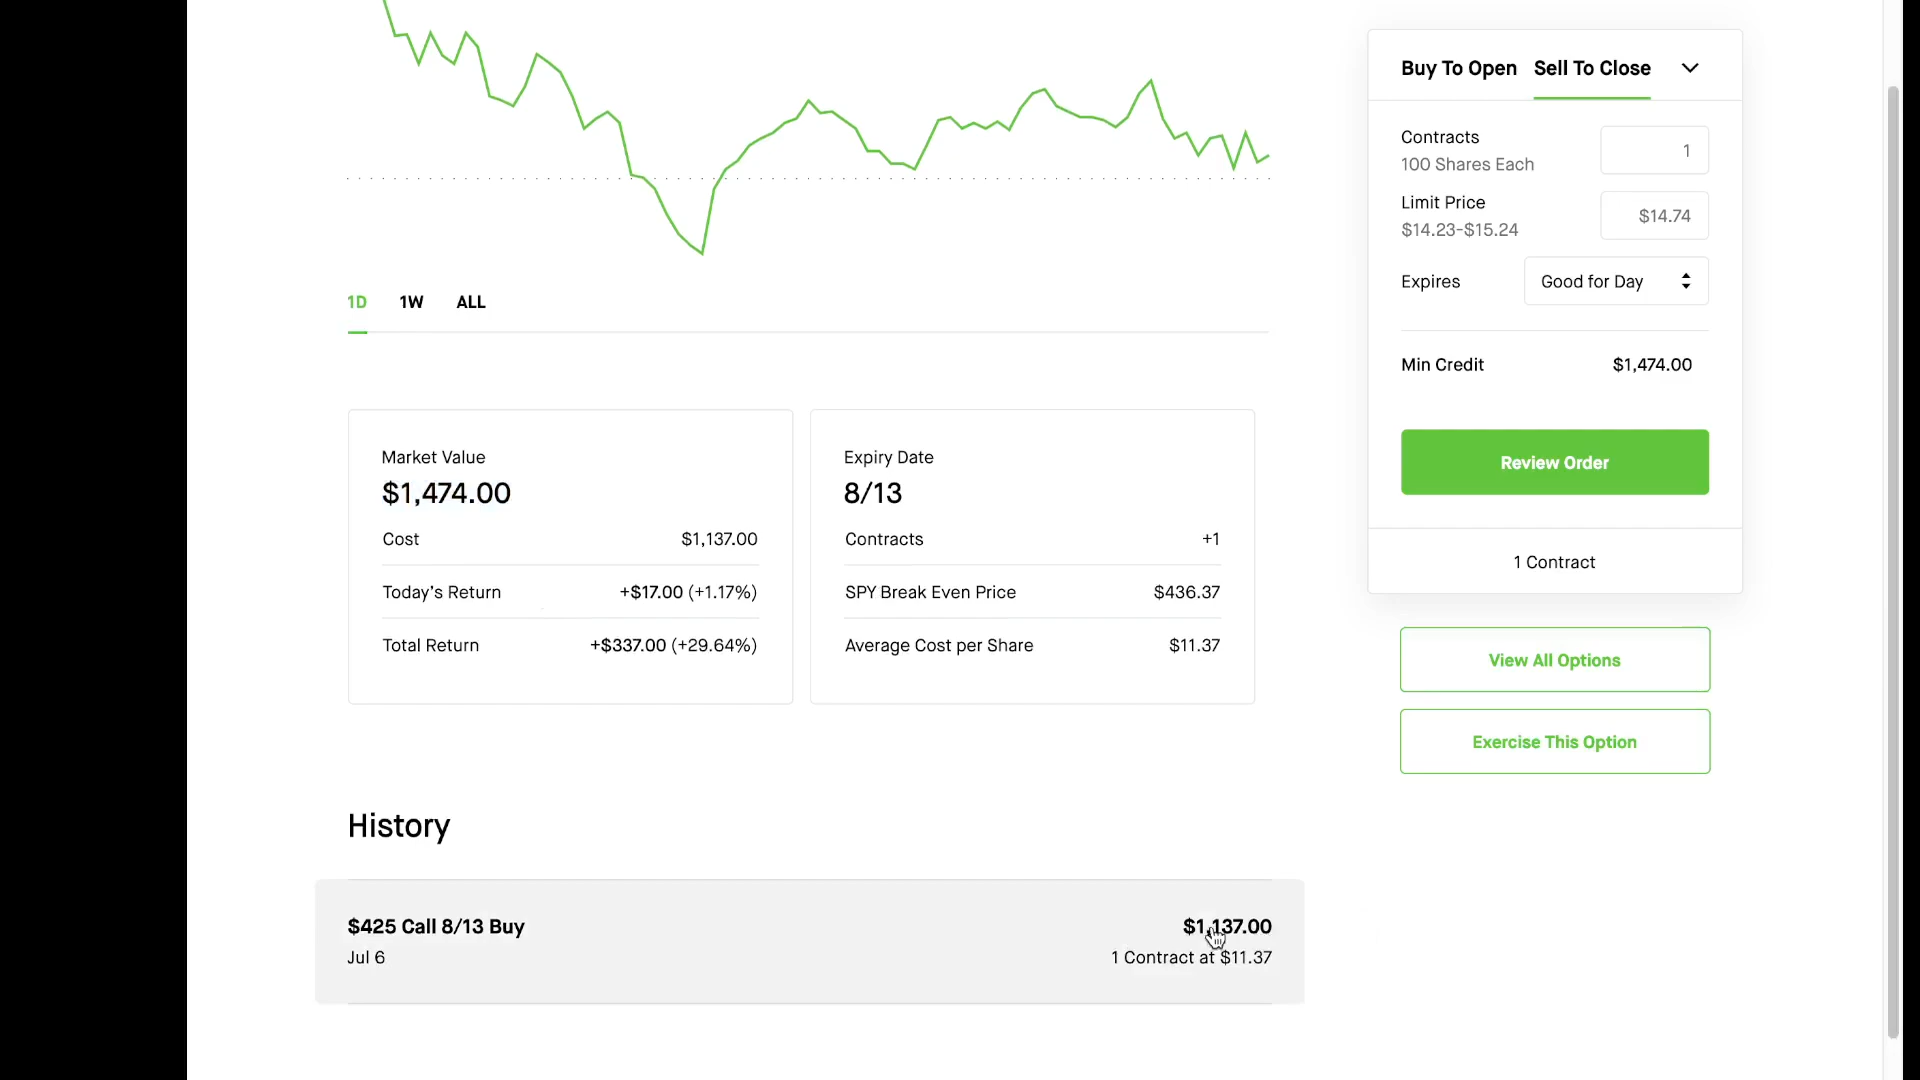 1D 1W ALL
Market Value
$1,474.00
Cost $1,137.00
Today's Return +$17.00 (+1.17%)
Total Return +$337.00 (+29.64%)
Expiry Date
8/13
Contracts +1
SPY Break Even Price $436.37
Average Cost per Share $11.37
History
$425 Call 8/13 Buy $1,137.00
Jul 6 1 Contract at $11.37
Buy To Open Sell To Close
Contracts 1
100 Shares Each
Limit Price $14.74
$14.23-$15.24
Expires Good for Day
Min Credit $1,474.00
Review Order
1 Contract
View All Options
Exercise This Option